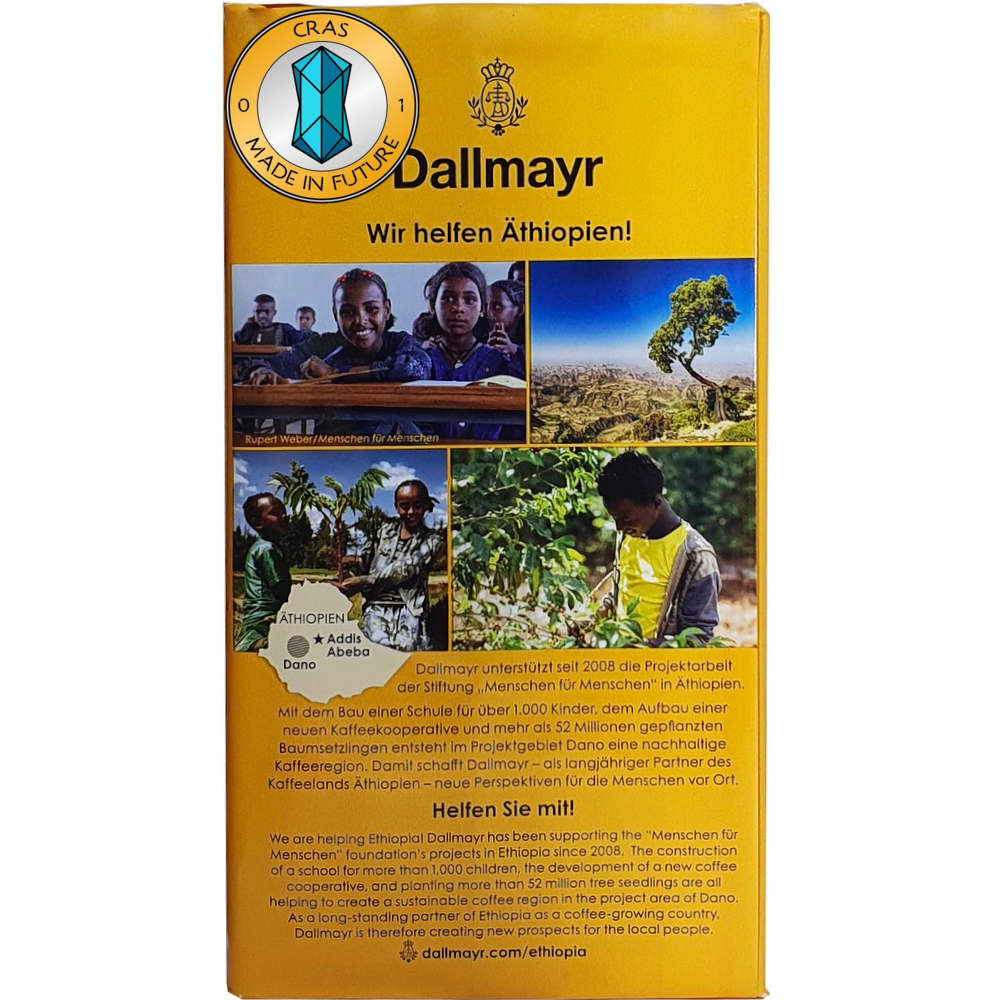 CRAS
0 1
MADE IN FUTURE
Dallmayr
Wir helfen Äthiopien!
Rupert Weber/Menschen für Menschen
ÄTHIOPIEN
Addis
Abeba
Dano
Dallmayr unterstützt seit 2008 die Projektarbeit
der Stiftung „Menschen für Menschen“ in Äthiopien.
Mit dem Bau einer Schule für über 1.000 Kinder, dem Aufbau einer
neuen Kaffeekooperative und mehr als 52 Millionen gepflanzten
Baumsetzlingen entsteht im Projektgebiet Dano eine nachhaltige
Kaffeeregion. Damit schafft Dallmayr – als langjähriger Partner des
Kaffeelands Äthiopien – neue Perspektiven für die Menschen vor Ort.
Helfen Sie mit!
We are helping Ethiopia! Dallmayr has been supporting the "Menschen für
Menschen" foundation's projects in Ethiopia since 2008. The construction
of a school for more than 1,000 children, the development of a new coffee
cooperative, and planting more than 52 million tree seedlings are all
helping to create a sustainable coffee region in the project area of Dano.
As a long-standing partner of Ethiopia as a coffee-growing country,
Dallmayr is therefore creating new prospects for the local people.
dallmayr.com/ethiopia